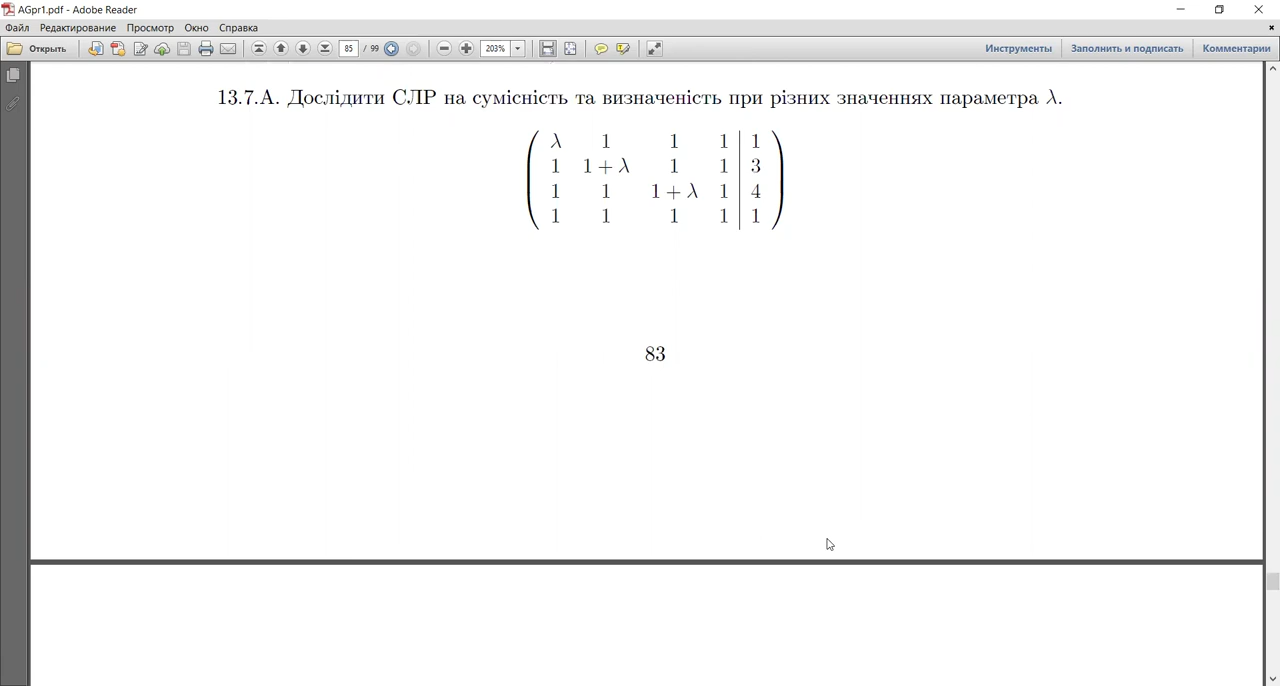 AGpr1.pdf - Adobe Reader
Файл Редактирование Просмотр Окно Справка
Открыть 85 / 99 203% Инструменты Заполнить и подписать Комментарии
13.7.A. Дослідити СЛР на сумісність та визначеність при різних значеннях параметра λ.
λ 1 1 1 | 1
1 1 + λ 1 1 | 3
1 1 1 + λ 1 | 4
1 1 1 1 | 1
83